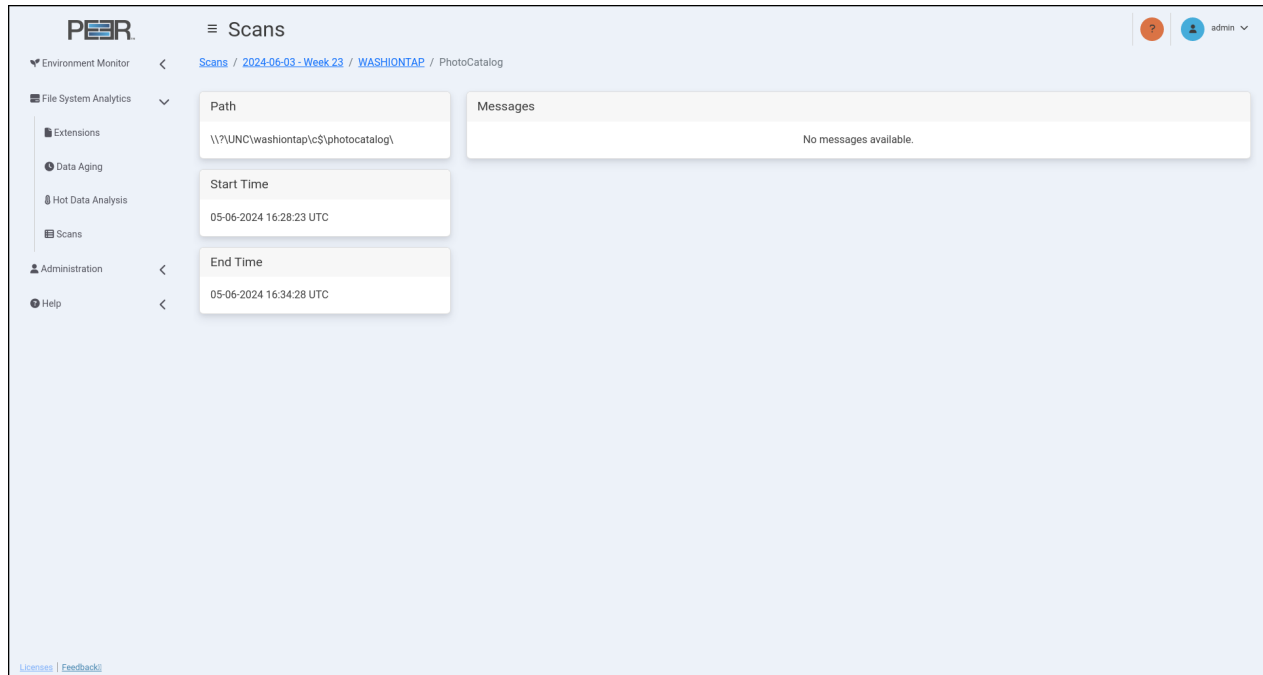 PEER
≡ Scans
?
admin
Environment Monitor
Scans / 2024-06-03 - Week 23 / WASHIONTAP / PhotoCatalog
File System Analytics
Extensions
Data Aging
Hot Data Analysis
Scans
Administration
Help
Path
\\?\UNC\washiontap\c$\photocatalog\
Start Time
05-06-2024 16:28:23 UTC
End Time
05-06-2024 16:34:28 UTC
Messages
No messages available.
Licenses | Feedback